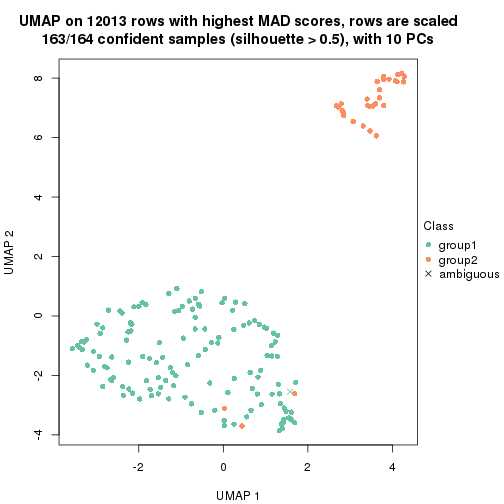 UMAP on 12013 rows with highest MAD scores, rows are scaled
163/164 confident samples (silhouette > 0.5), with 10 PCs
8
6
4
2
0
-2
-4
UMAP 2
-2
0
2
4
UMAP 1
Class
group1
group2
ambiguous